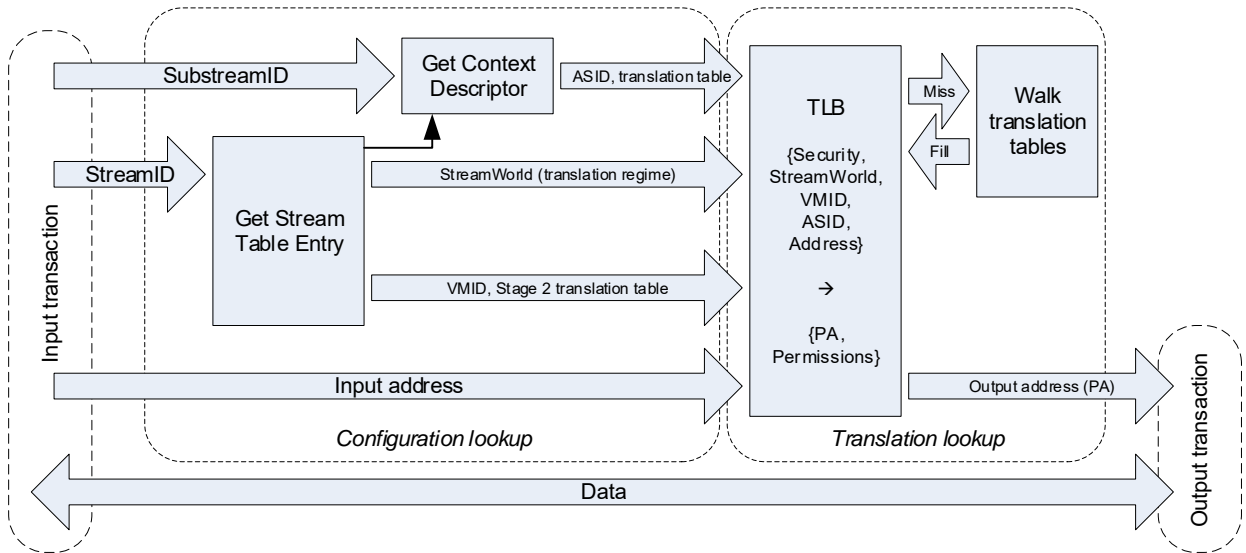 Input transaction
SubstreamID
Get Context
Descriptor
ASID, translation table
StreamID
Get Stream
Table Entry
StreamWorld (translation regime)
VMID, Stage 2 translation table
Input address
Configuration lookup
TLB
{Security,
StreamWorld,
VMID,
ASID,
Address}
→
{PA,
Permissions}
Miss
Fill
Walk
translation
tables
Output address (PA)
Translation lookup
Data
Output transaction